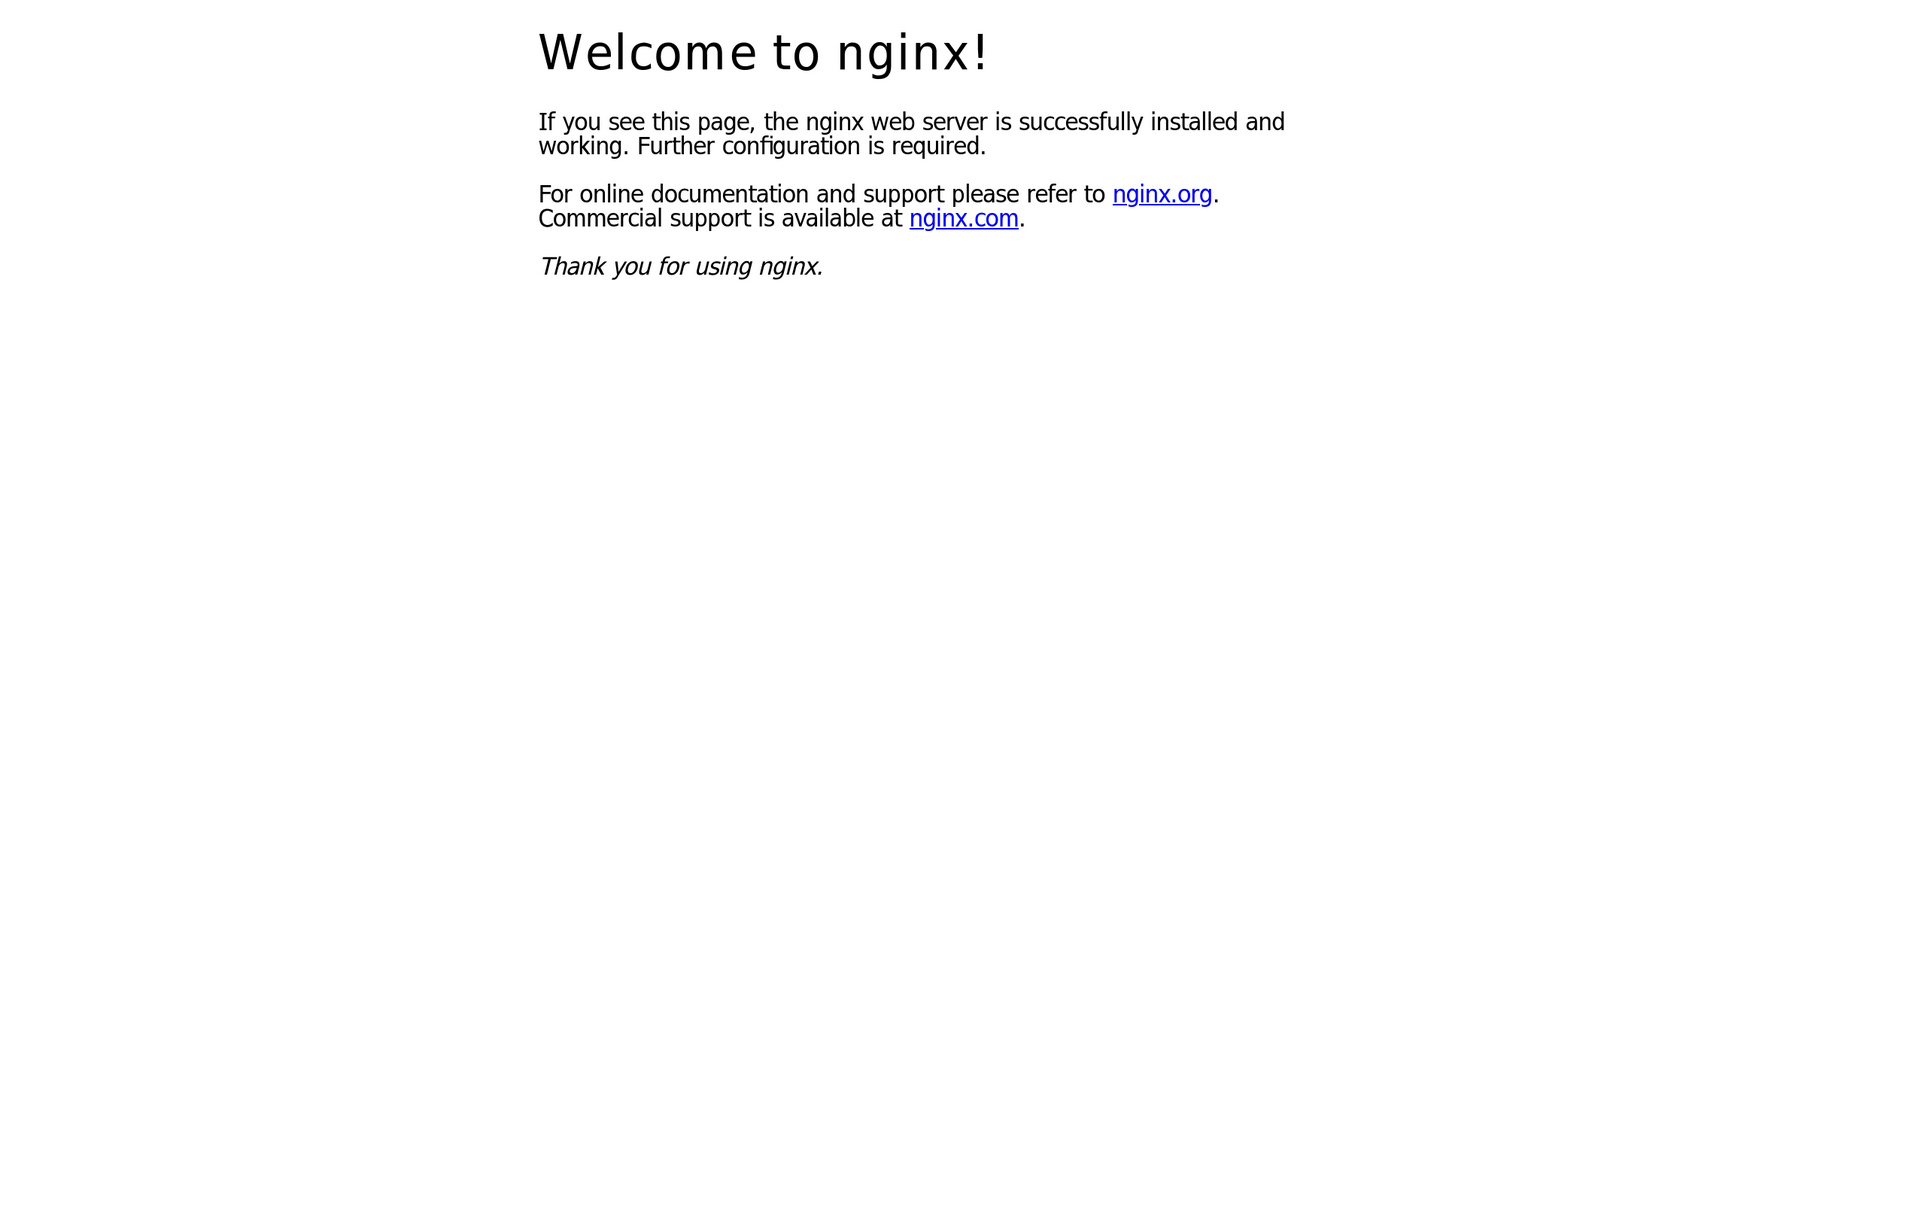 Welcome to nginx!
If you see this page, the nginx web server is successfully installed and
working. Further configuration is required.
For online documentation and support please refer to nginx.org.
Commercial support is available at nginx.com.
Thank you for using nginx.